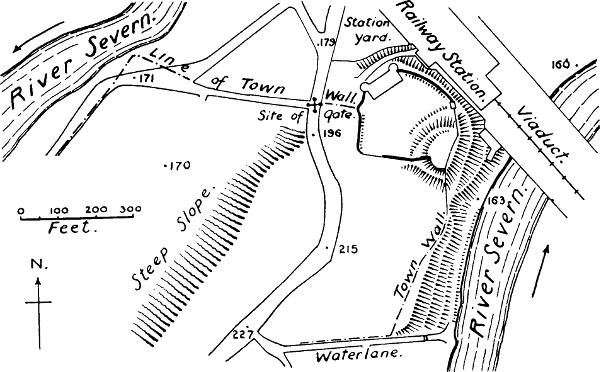 River Severn.
Station yard.
Railway Station.
Viaduct.
160
179
171
Line of Town Wall.
Site of gate.
196
170
0 100 200 300
Feet.
Steep Slope.
163
215
Town Wall.
River Severn.
N.
227
Waterlane.